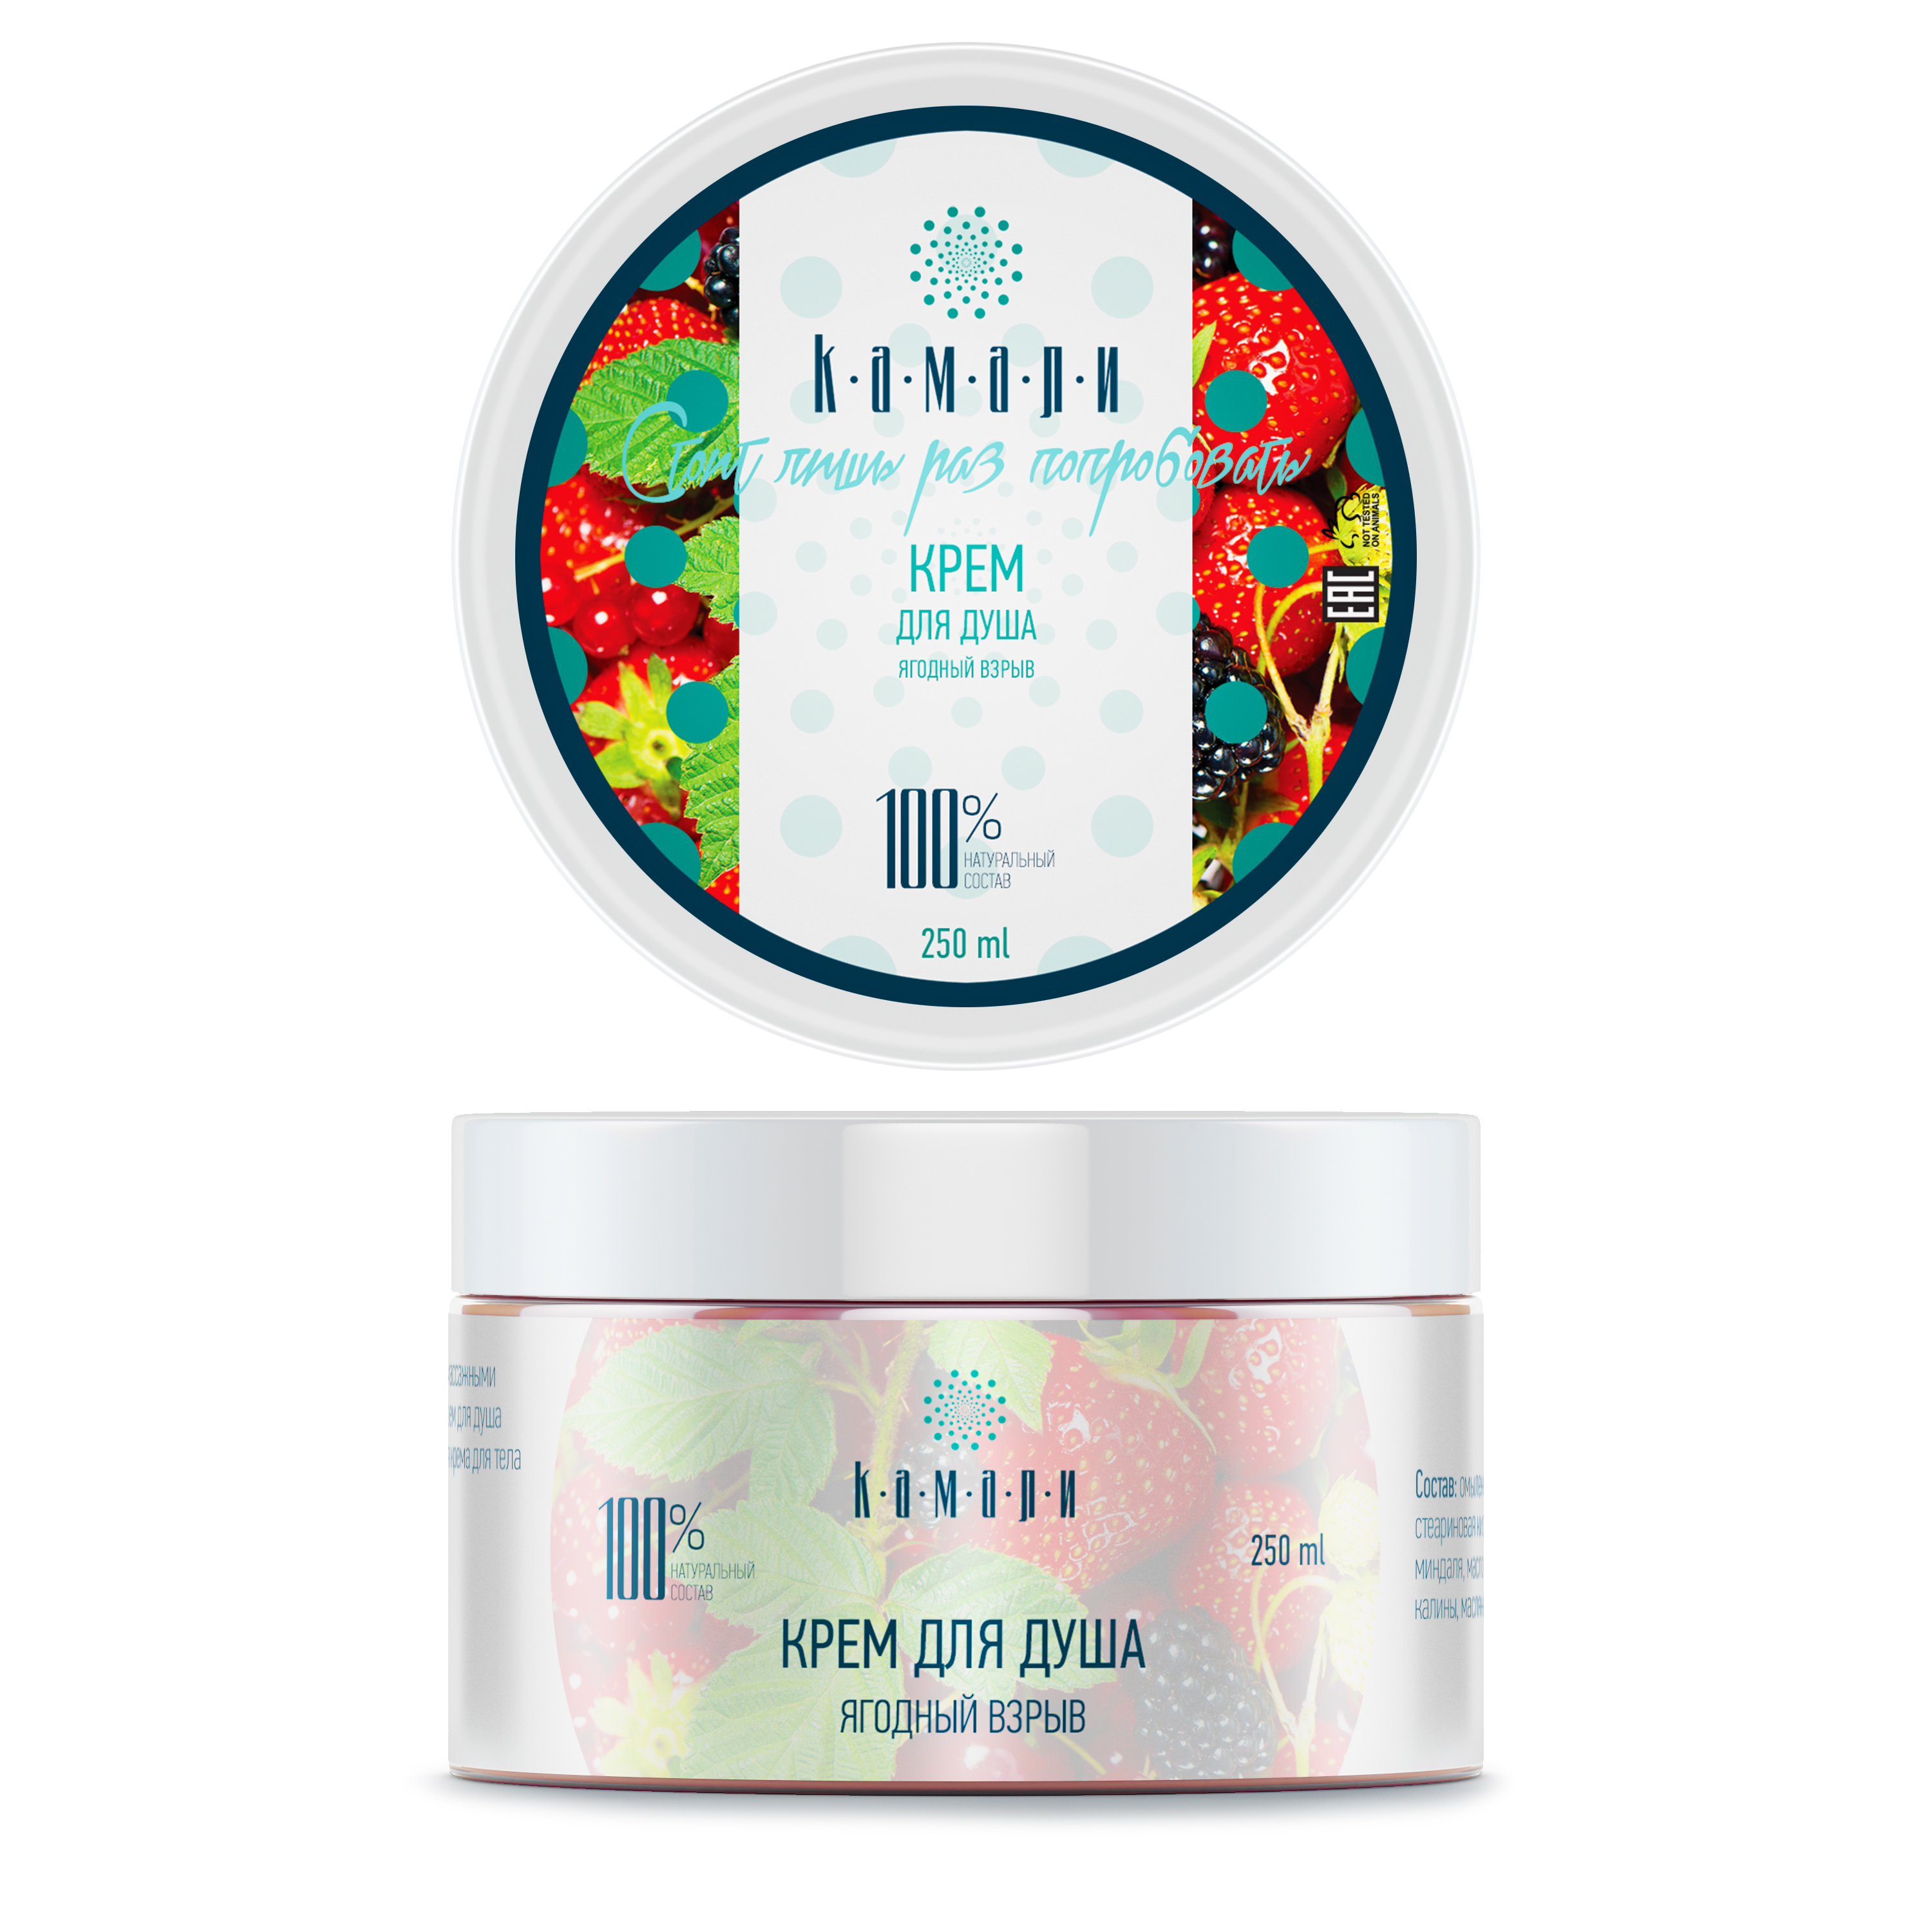 к·а·м·а·л·и
Стоит лишь раз попробовать
КРЕМ
ДЛЯ ДУША
ЯГОДНЫЙ ВЗРЫВ
NOT TESTED
ON ANIMALS
EAC
100%
НАТУРАЛЬНЫЙ
СОСТАВ
250 ml
для душа
крема для тела
к·а·м·а·л·и
100%
НАТУРАЛЬНЫЙ
СОСТАВ
250 ml
КРЕМ ДЛЯ ДУША
ЯГОДНЫЙ ВЗРЫВ
Состав:
стеариновая
миндаля,
калины,